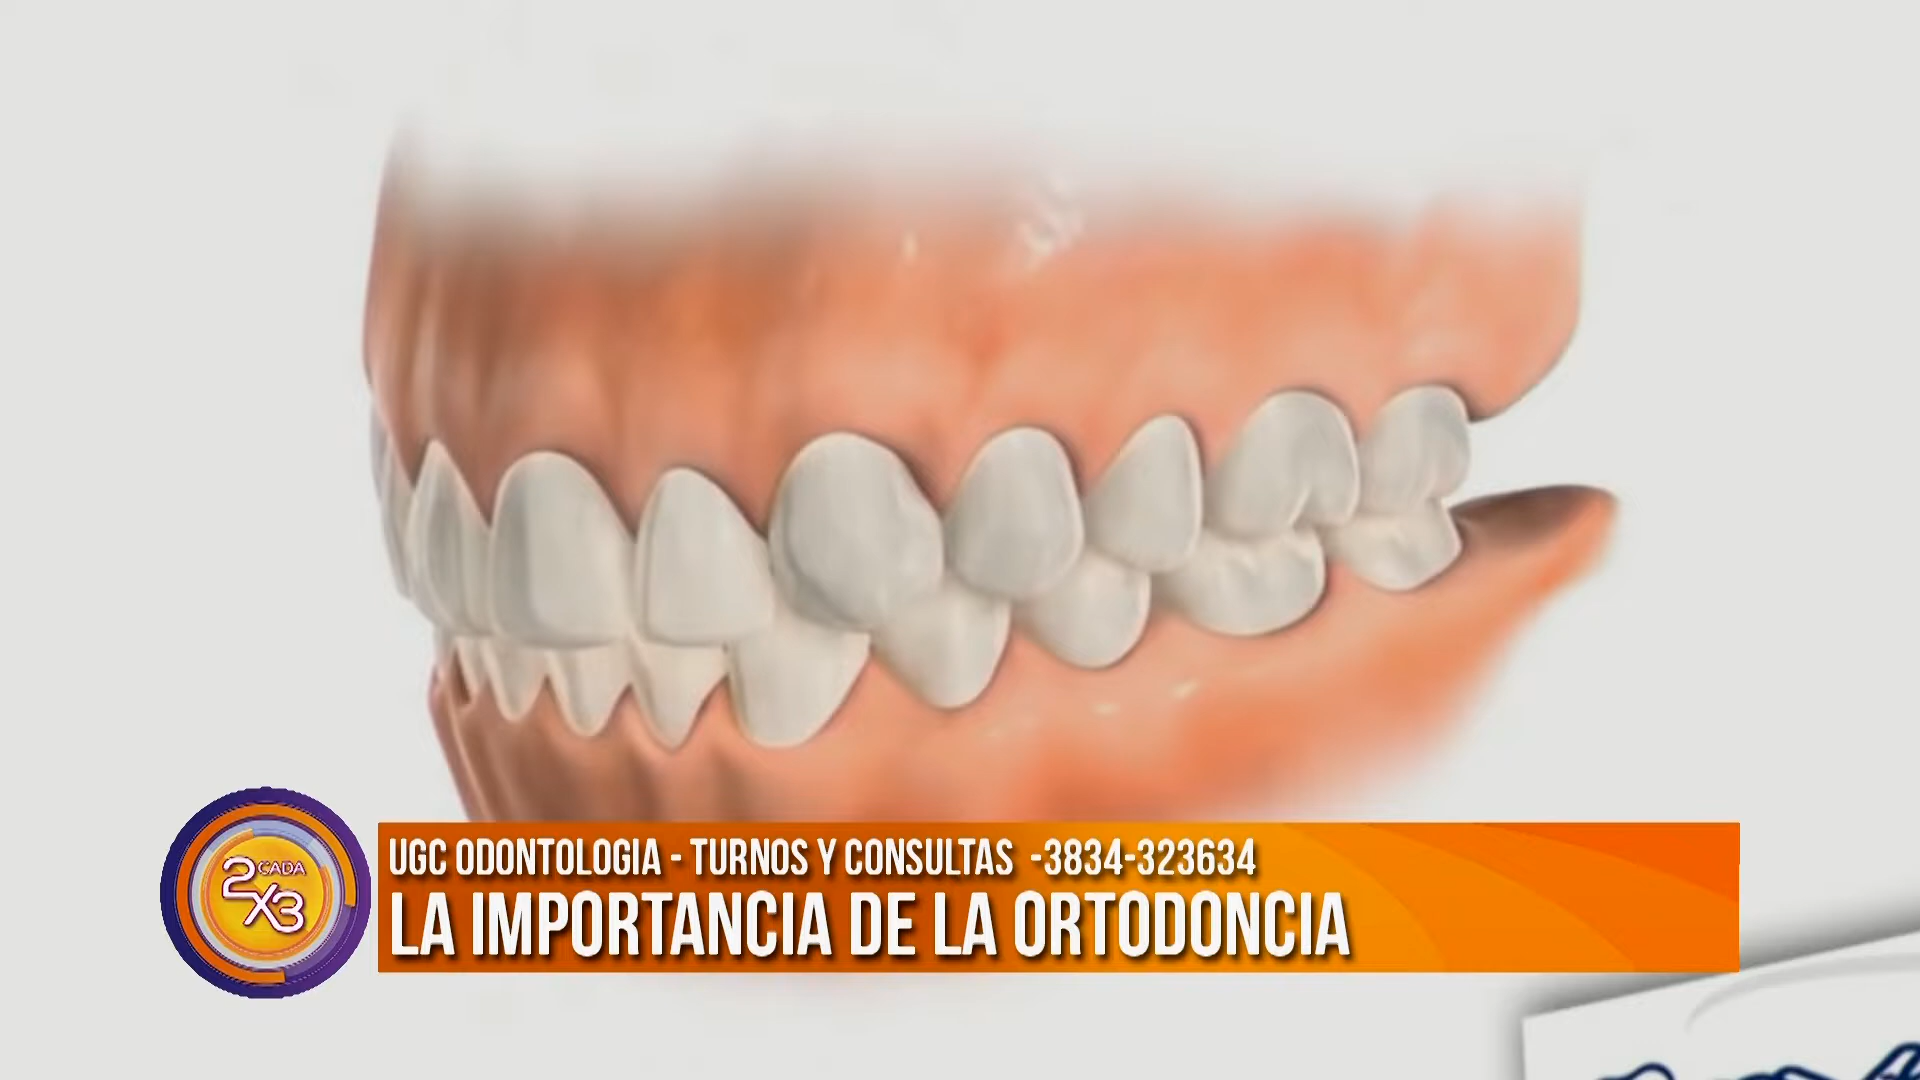 UGC ODONTOLOGIA - TURNOS Y CONSULTAS -3834-323634
LA IMPORTANCIA DE LA ORTODONCIA
2 CADA
X3